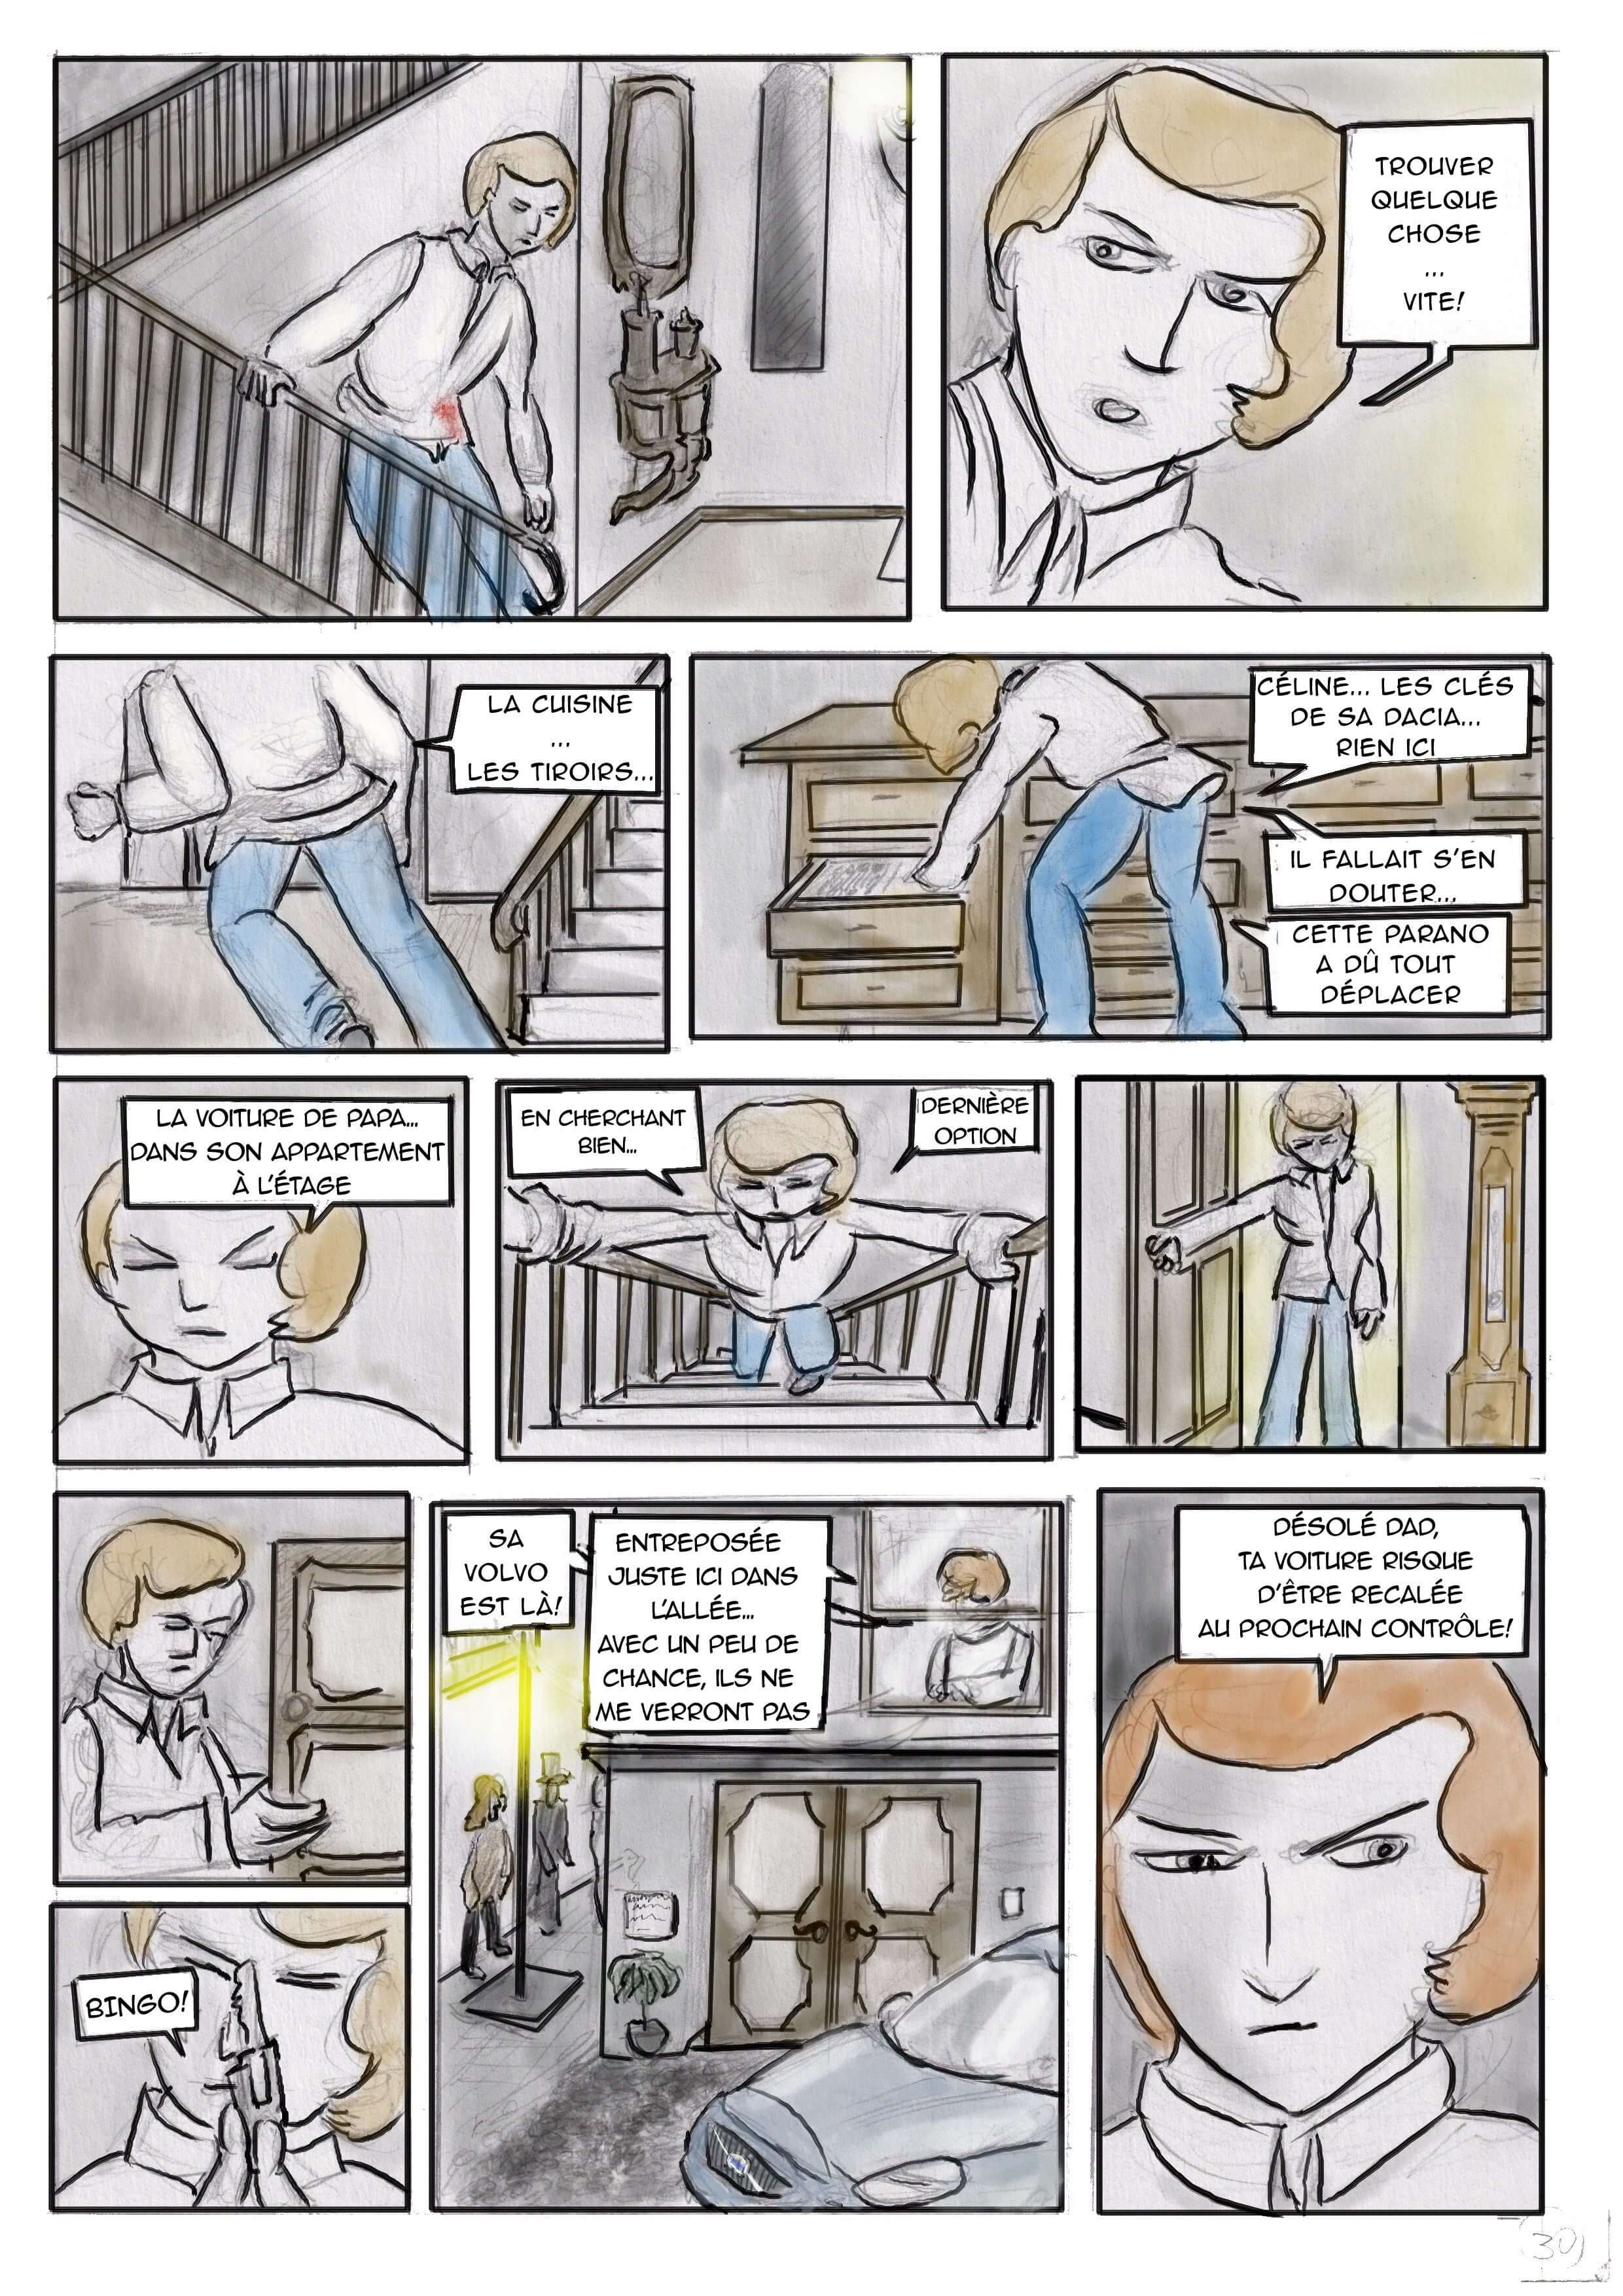 TROUVER
QUELQUE
CHOSE
...
VITE!
LA CUISINE
...
LES TIROIRS...
CÉLINE... LES CLÉS
DE SA DACIA...
RIEN ICI
IL FALLAIT S'EN
DOUTER...
CETTE PARANO
A DÛ TOUT
DÉPLACER
LA VOITURE DE PAPA...
DANS SON APPARTEMENT
À L'ÉTAGE
EN CHERCHANT
BIEN...
DERNIÈRE
OPTION
BINGO!
SA
VOLVO
EST LÀ!
ENTREPOSÉE
JUSTE ICI DANS
L'ALLÉE...
AVEC UN PEU DE
CHANCE, ILS NE
ME VERRONT PAS
DÉSOLÉ DAD,
TA VOITURE RISQUE
D'ÊTRE RECALÉE
AU PROCHAIN CONTRÔLE!
30